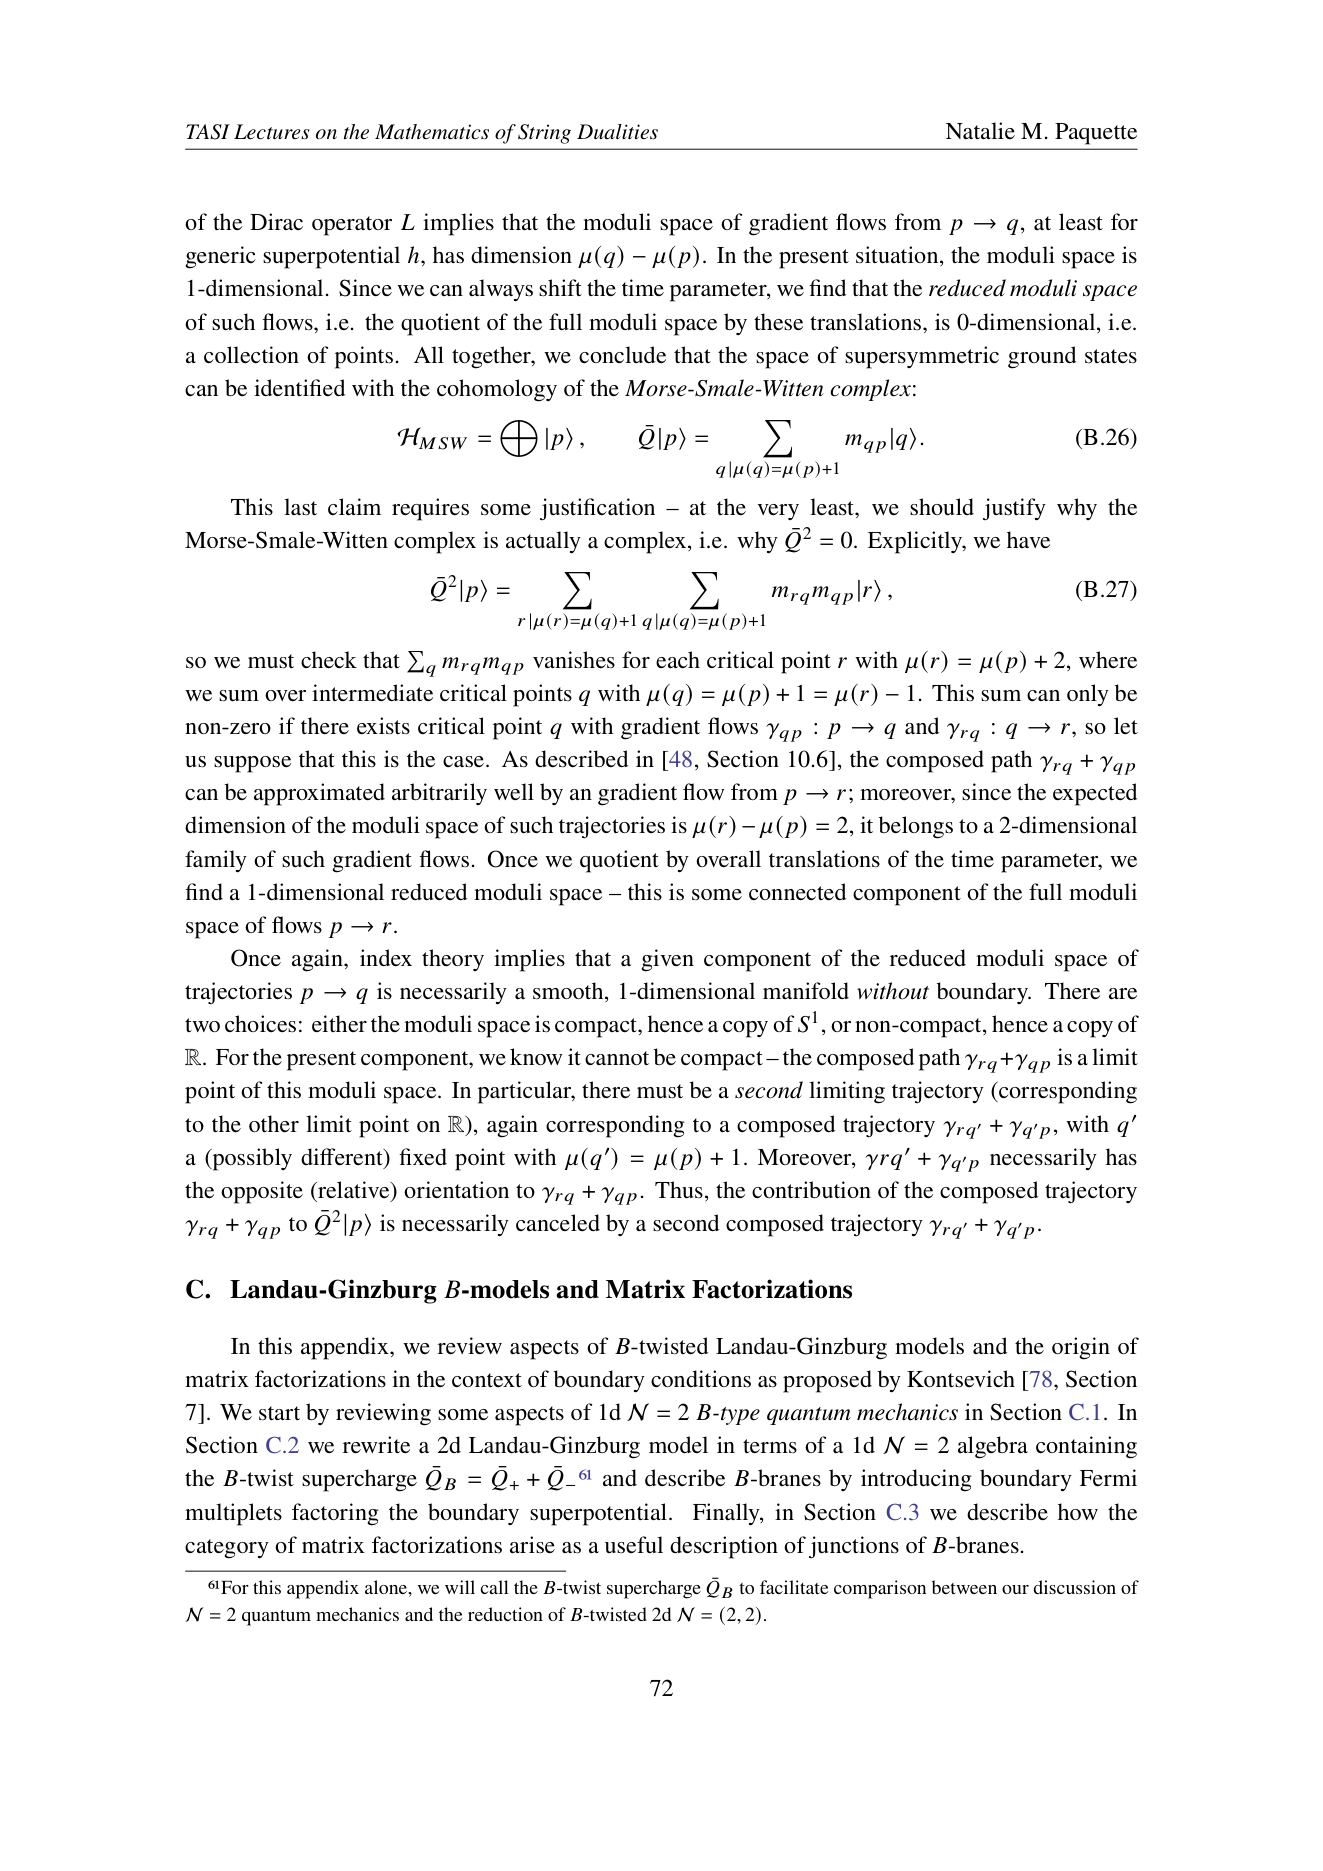 TASI Lectures on the Mathematics of String Dualities Natalie M. Paquette
of the Dirac operator L implies that the moduli space of gradient flows from p → q, at least for
generic superpotential h, has dimension μ(q) − μ(p). In the present situation, the moduli space is
1-dimensional. Since we can always shift the time parameter, we find that the reduced moduli space
of such flows, i.e. the quotient of the full moduli space by these translations, is 0-dimensional, i.e.
a collection of points. All together, we conclude that the space of supersymmetric ground states
can be identified with the cohomology of the Morse-Smale-Witten complex:
ℋ_{MSW} = ⨁ |p⟩ , Q̄|p⟩ = ∑_{q|μ(q)=μ(p)+1} m_{qp}|q⟩. (B.26)
This last claim requires some justification – at the very least, we should justify why the
Morse-Smale-Witten complex is actually a complex, i.e. why Q̄² = 0. Explicitly, we have
Q̄²|p⟩ = ∑_{r|μ(r)=μ(q)+1} ∑_{q|μ(q)=μ(p)+1} m_{rq}m_{qp}|r⟩ , (B.27)
so we must check that ∑_q m_{rq}m_{qp} vanishes for each critical point r with μ(r) = μ(p) + 2, where
we sum over intermediate critical points q with μ(q) = μ(p) + 1 = μ(r) − 1. This sum can only be
non-zero if there exists critical point q with gradient flows γ_{qp} : p → q and γ_{rq} : q → r, so let
us suppose that this is the case. As described in [48, Section 10.6], the composed path γ_{rq} + γ_{qp}
can be approximated arbitrarily well by an gradient flow from p → r; moreover, since the expected
dimension of the moduli space of such trajectories is μ(r) − μ(p) = 2, it belongs to a 2-dimensional
family of such gradient flows. Once we quotient by overall translations of the time parameter, we
find a 1-dimensional reduced moduli space – this is some connected component of the full moduli
space of flows p → r.
Once again, index theory implies that a given component of the reduced moduli space of
trajectories p → q is necessarily a smooth, 1-dimensional manifold without boundary. There are
two choices: either the moduli space is compact, hence a copy of S¹, or non-compact, hence a copy of
ℝ. For the present component, we know it cannot be compact – the composed path γ_{rq}+γ_{qp} is a limit
point of this moduli space. In particular, there must be a second limiting trajectory (corresponding
to the other limit point on ℝ), again corresponding to a composed trajectory γ_{rq′} + γ_{q′p}, with q′
a (possibly different) fixed point with μ(q′) = μ(p) + 1. Moreover, γrq′ + γ_{q′p} necessarily has
the opposite (relative) orientation to γ_{rq} + γ_{qp}. Thus, the contribution of the composed trajectory
γ_{rq} + γ_{qp} to Q̄²|p⟩ is necessarily canceled by a second composed trajectory γ_{rq′} + γ_{q′p}.
C. Landau-Ginzburg B-models and Matrix Factorizations
In this appendix, we review aspects of B-twisted Landau-Ginzburg models and the origin of
matrix factorizations in the context of boundary conditions as proposed by Kontsevich [78, Section
7]. We start by reviewing some aspects of 1d 𝒩 = 2 B-type quantum mechanics in Section C.1. In
Section C.2 we rewrite a 2d Landau-Ginzburg model in terms of a 1d 𝒩 = 2 algebra containing
the B-twist supercharge Q̄_B = Q̄₊ + Q̄₋⁶¹ and describe B-branes by introducing boundary Fermi
multiplets factoring the boundary superpotential. Finally, in Section C.3 we describe how the
category of matrix factorizations arise as a useful description of junctions of B-branes.
⁶¹For this appendix alone, we will call the B-twist supercharge Q̄_B to facilitate comparison between our discussion of
𝒩 = 2 quantum mechanics and the reduction of B-twisted 2d 𝒩 = (2, 2).
72